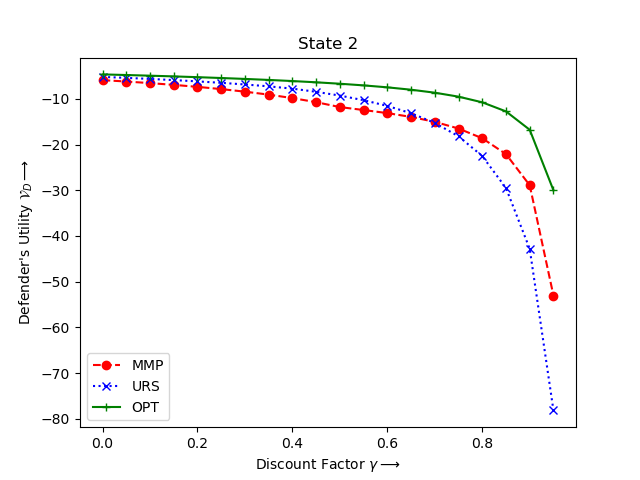 State 2
Defender's Utility 𝒱_D ⟶
−10
−20
−30
−40
−50
−60
−70
−80
MMP
URS
OPT
0.0 0.2 0.4 0.6 0.8
Discount Factor γ ⟶